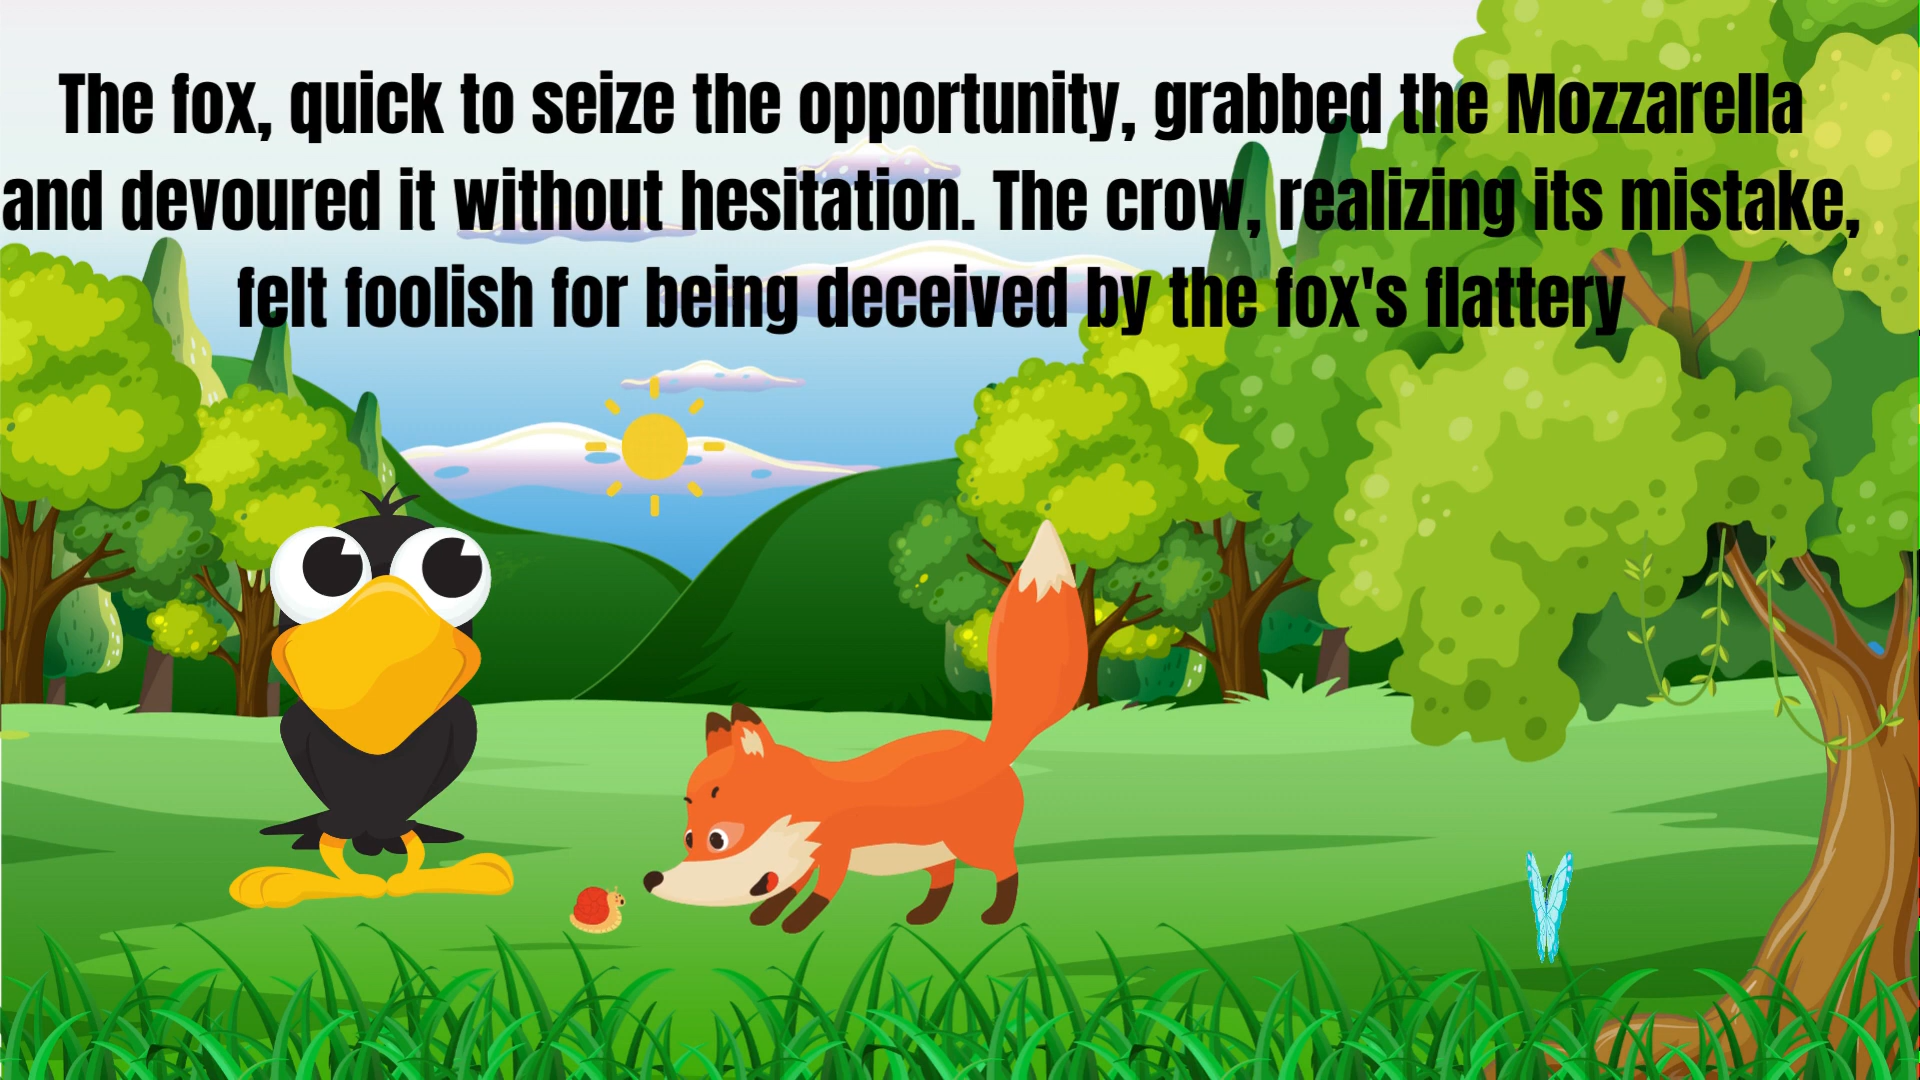 The fox, quick to seize the opportunity, grabbed the Mozzarella
and devoured it without hesitation. The crow, realizing its mistake,
felt foolish for being deceived by the fox's flattery